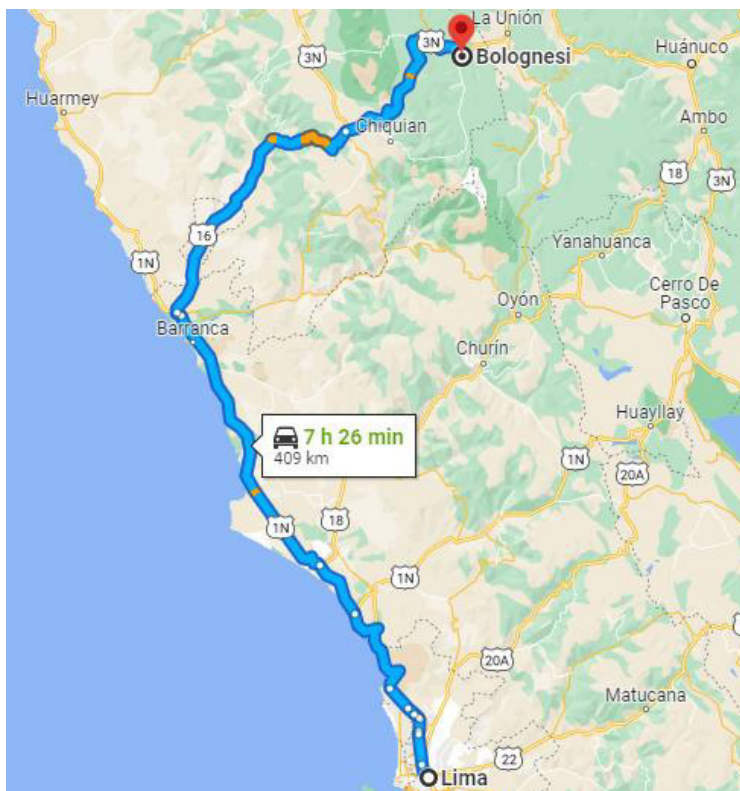 La Unión
3N
Bolognesi
3N
Huánuco
Huarmey
Ambo
Chiquian
18
3N
16
Yanahuanca
1N
Cerro De
Pasco
Oyón
Barranca
Churín
Huayllay
7 h 26 min
409 km
1N
20A
18
1N
1N
20A
Matucana
22
Lima